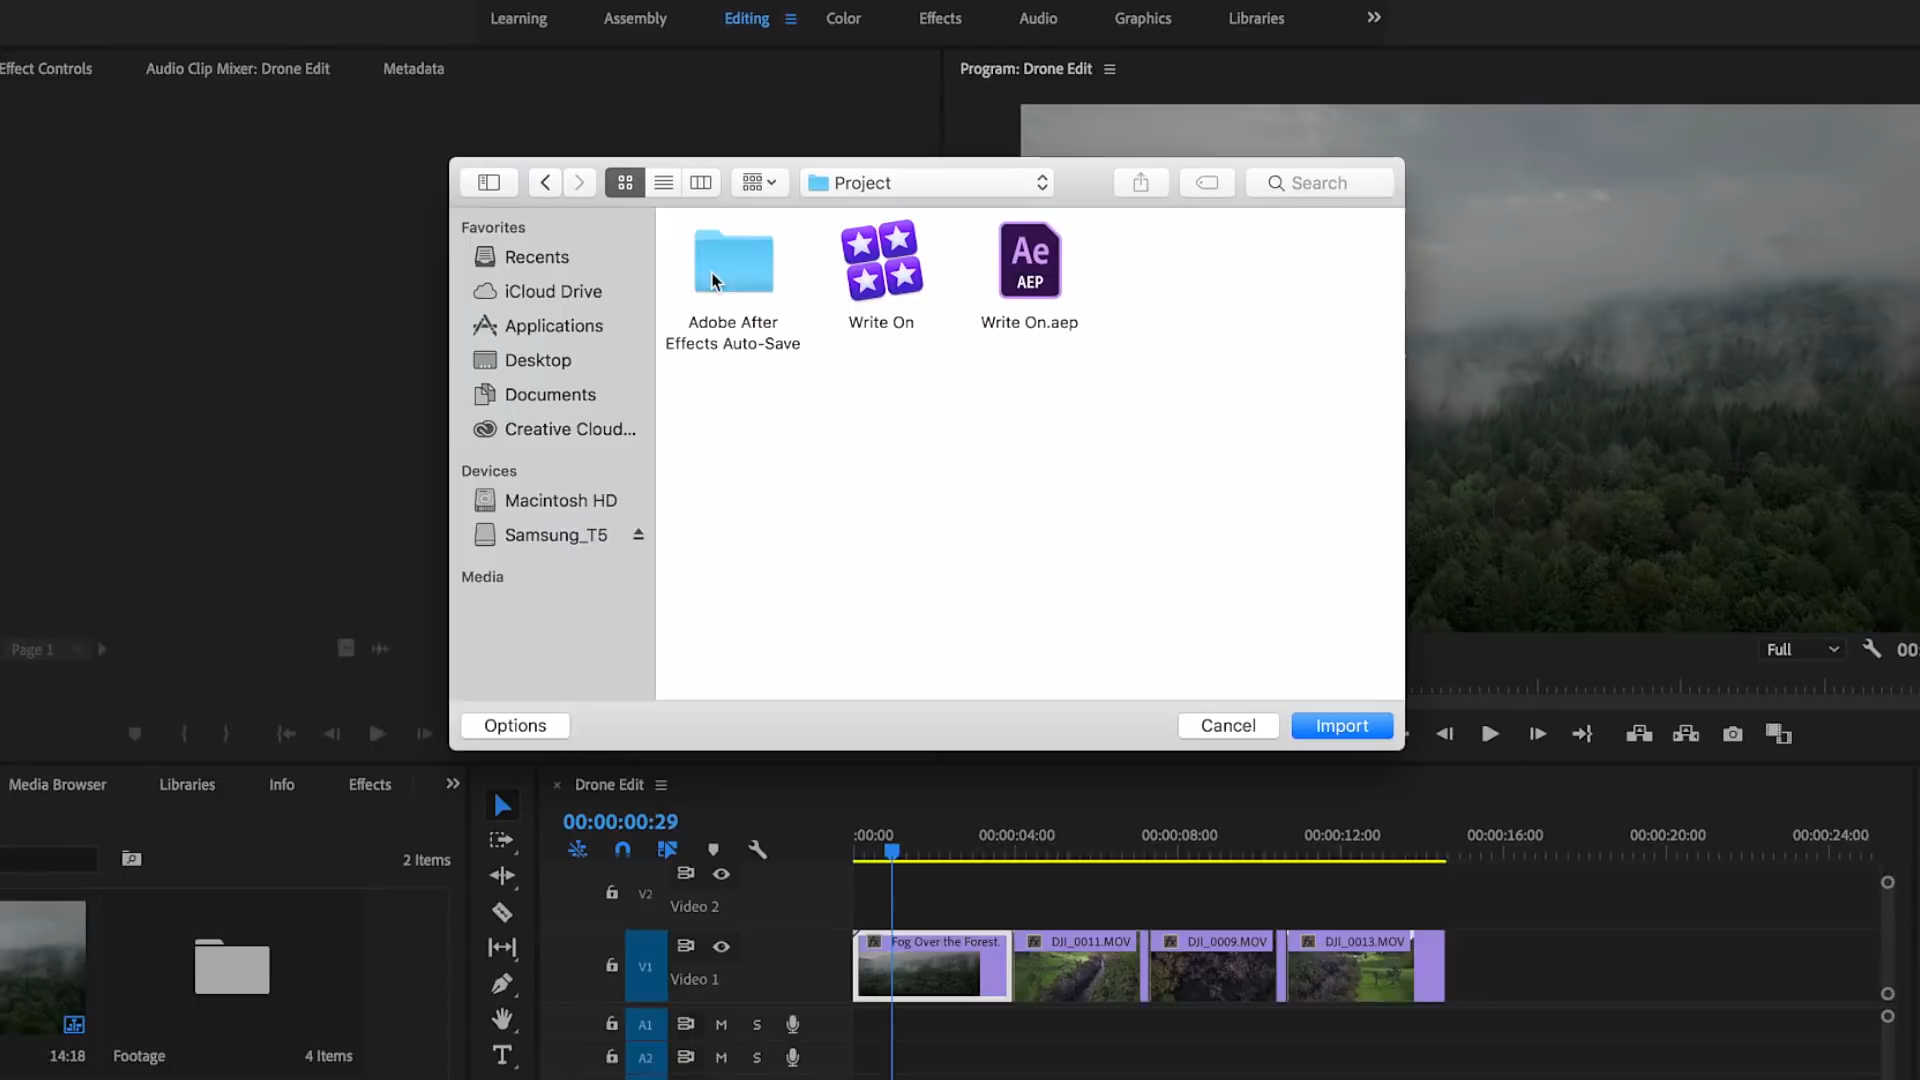 Learning Assembly Editing Color Effects Audio Graphics Libraries
Effect Controls Audio Clip Mixer: Drone Edit Metadata
Program: Drone Edit
Project
Search
Favorites
Recents
iCloud Drive
Applications
Desktop
Documents
Creative Cloud...
Devices
Macintosh HD
Samsung_T5
Media
Adobe After
Effects Auto-Save
Write On
Ae
AEP
Write On.aep
Options
Cancel
Import
Page 1
Full
00
Media Browser Libraries Info Effects
2 Items
14:18
Footage 4 Items
Drone Edit
00:00:00:29
:00:00 00:00:04:00 00:00:08:00 00:00:12:00 00:00:16:00 00:00:20:00 00:00:24:00
V2
Video 2
V1
Video 1
fx Fog Over the Forest. fx DJI_0011.MOV fx DJI_0009.MOV fx DJI_0013.MOV
A1 M S
A2 M S